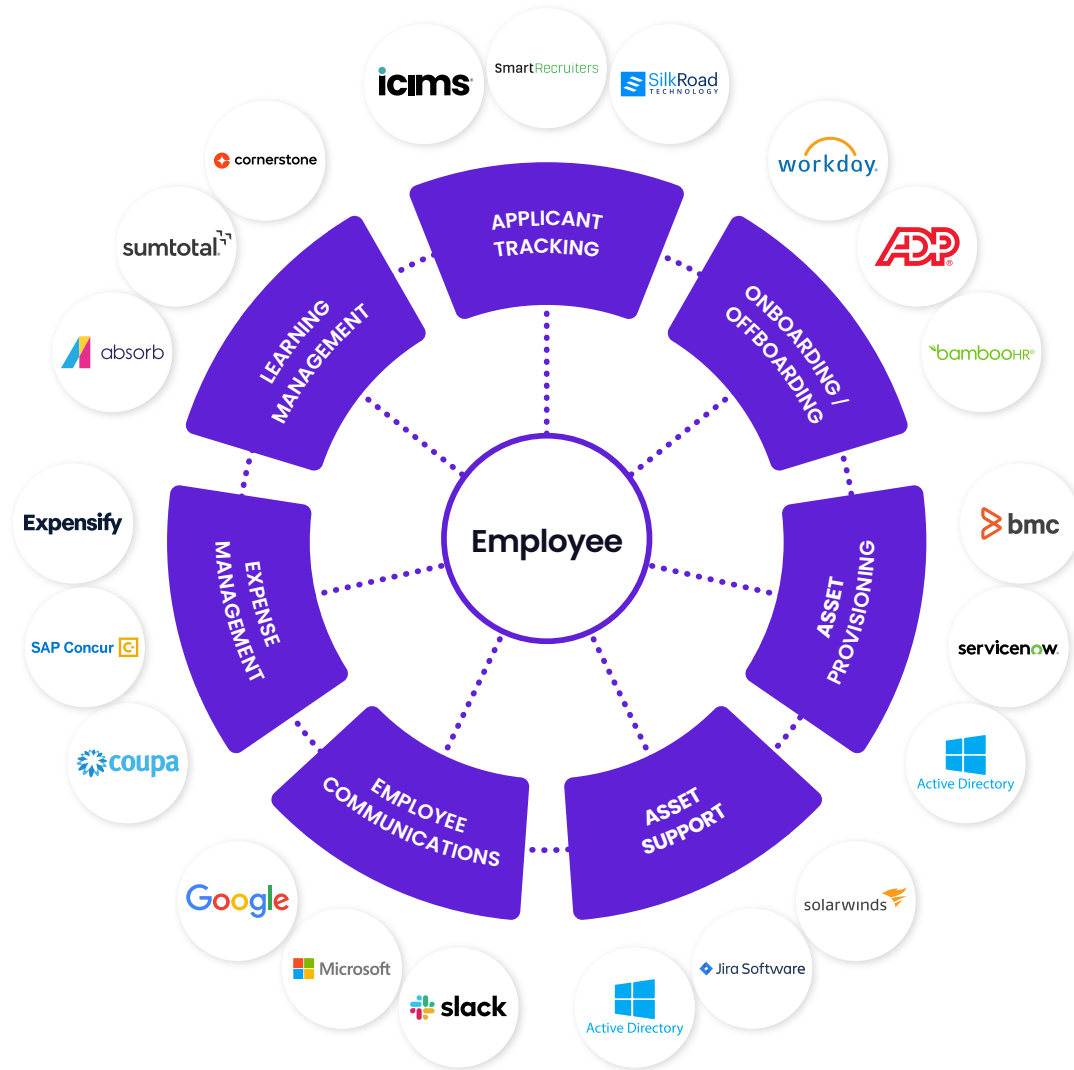 icims
SmartRecruiters
SilkRoad
TECHNOLOGY
cornerstone
workday.
sumtotal.
ADP®
absorb
bambooHR®
APPLICANT
TRACKING
LEARNING
MANAGEMENT
ONBOARDING /
OFFBOARDING
Expensify
EXPENSE
MANAGEMENT
Employee
ASSET
PROVISIONING
bmc
SAP Concur C
servicenow.
coupa
Active Directory
EMPLOYEE
COMMUNICATIONS
ASSET
SUPPORT
Google
solarwinds
Microsoft
Jira Software
slack
Active Directory